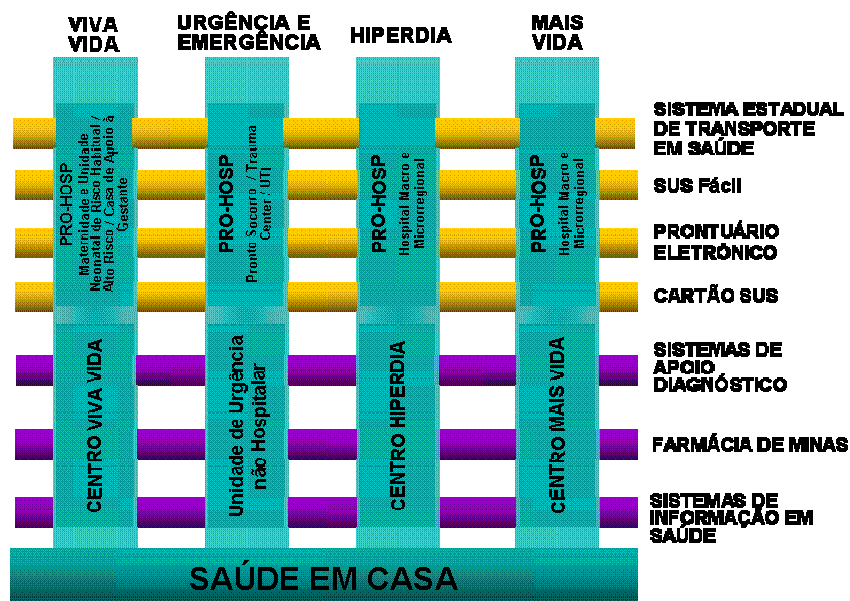 VIVA
VIDA
URGÊNCIA E
EMERGÊNCIA
HIPERDIA
MAIS
VIDA
PRO-HOSP
Maternidade e Unidade
Neonatal de Risco Habitual /
Alto Risco / Casa de Apoio à
Gestante
PRO-HOSP
Pronto Socorro / Trauma
Center / UTI
PRO-HOSP
Hospital Macro e
Microrregional
PRO-HOSP
Hospital Macro e
Microrregional
SISTEMA ESTADUAL
DE TRANSPORTE
EM SAÚDE
SUS Fácil
PRONTUÁRIO
ELETRÔNICO
CARTÃO SUS
CENTRO VIVA VIDA
Unidade de Urgência
não Hospitalar
CENTRO HIPERDIA
CENTRO MAIS VIDA
SISTEMAS DE
APOIO
DIAGNÓSTICO
FARMÁCIA DE MINAS
SISTEMAS DE
INFORMAÇÃO EM
SAÚDE
SAÚDE EM CASA